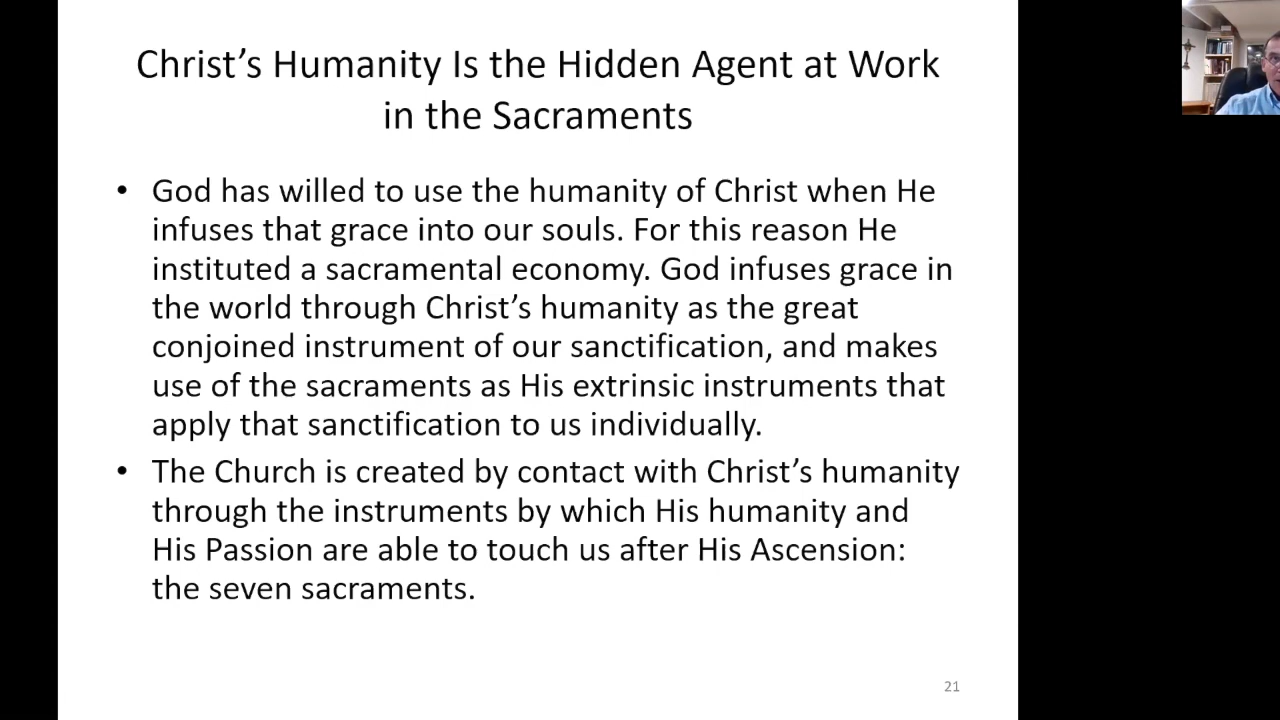 Christ’s Humanity Is the Hidden Agent at Work
in the Sacraments
• God has willed to use the humanity of Christ when He
infuses that grace into our souls. For this reason He
instituted a sacramental economy. God infuses grace in
the world through Christ’s humanity as the great
conjoined instrument of our sanctification, and makes
use of the sacraments as His extrinsic instruments that
apply that sanctification to us individually.
• The Church is created by contact with Christ’s humanity
through the instruments by which His humanity and
His Passion are able to touch us after His Ascension:
the seven sacraments.
21